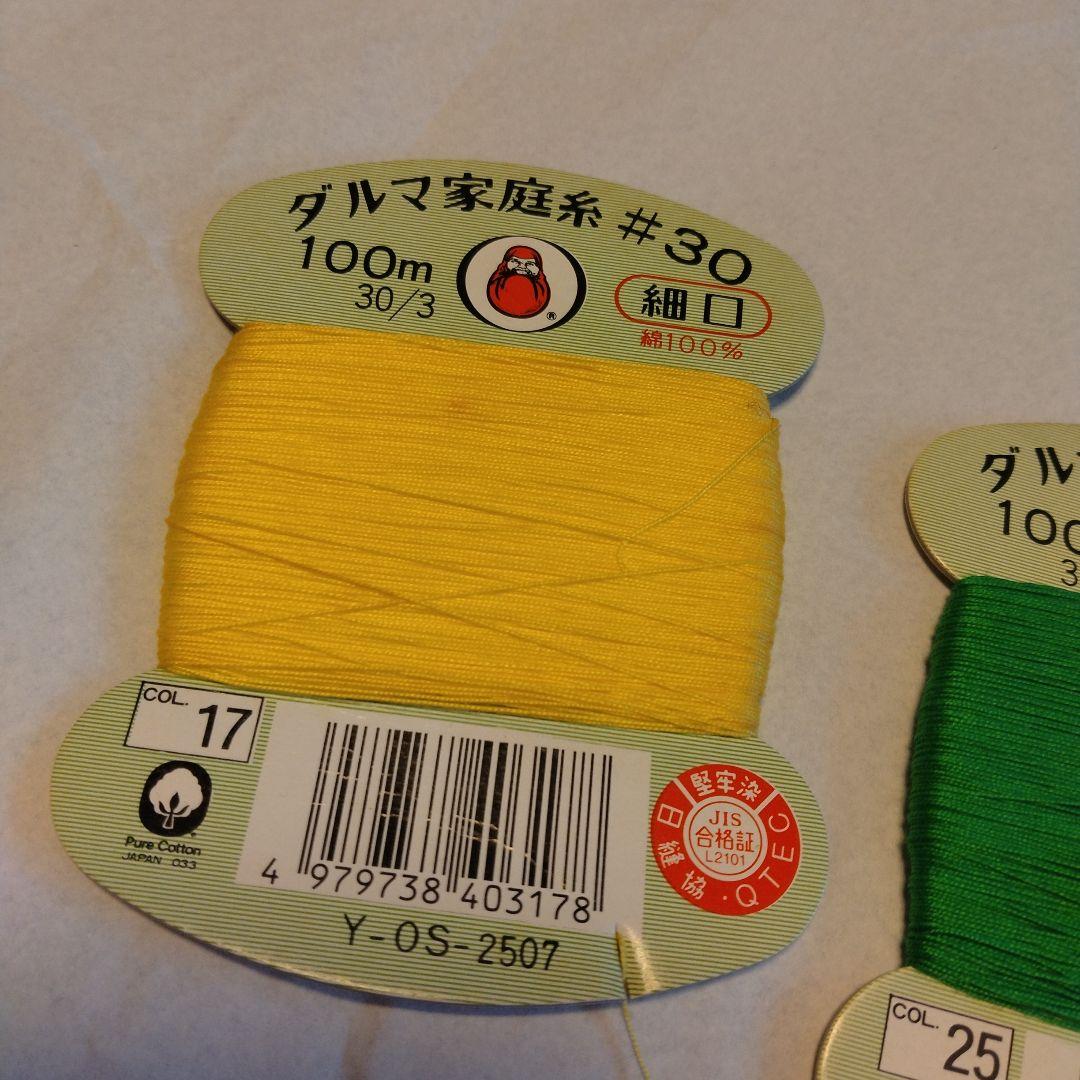 ダルマ家庭糸 #30
100m
30/3
®
細口
綿100%
COL. 17
Pure Cotton
JAPAN 033
4 979738 403178
Y-OS-2507
堅牢染
JIS
合格証
L2101
日縫協・QTEC
ダル
100
3
COL. 25